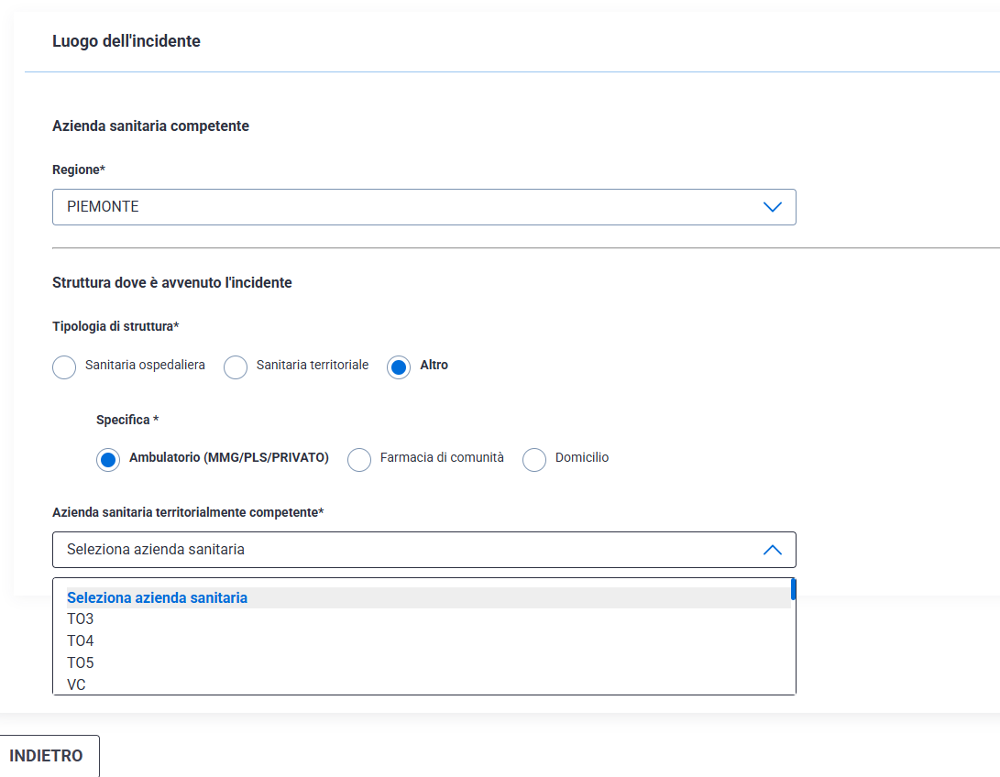 Luogo dell'incidente
Azienda sanitaria competente
Regione*
PIEMONTE
Struttura dove è avvenuto l'incidente
Tipologia di struttura*
Sanitaria ospedaliera Sanitaria territoriale Altro
Specifica *
Ambulatorio (MMG/PLS/PRIVATO) Farmacia di comunità Domicilio
Azienda sanitaria territorialmente competente*
Seleziona azienda sanitaria
Seleziona azienda sanitaria
TO3
TO4
TO5
VC
INDIETRO